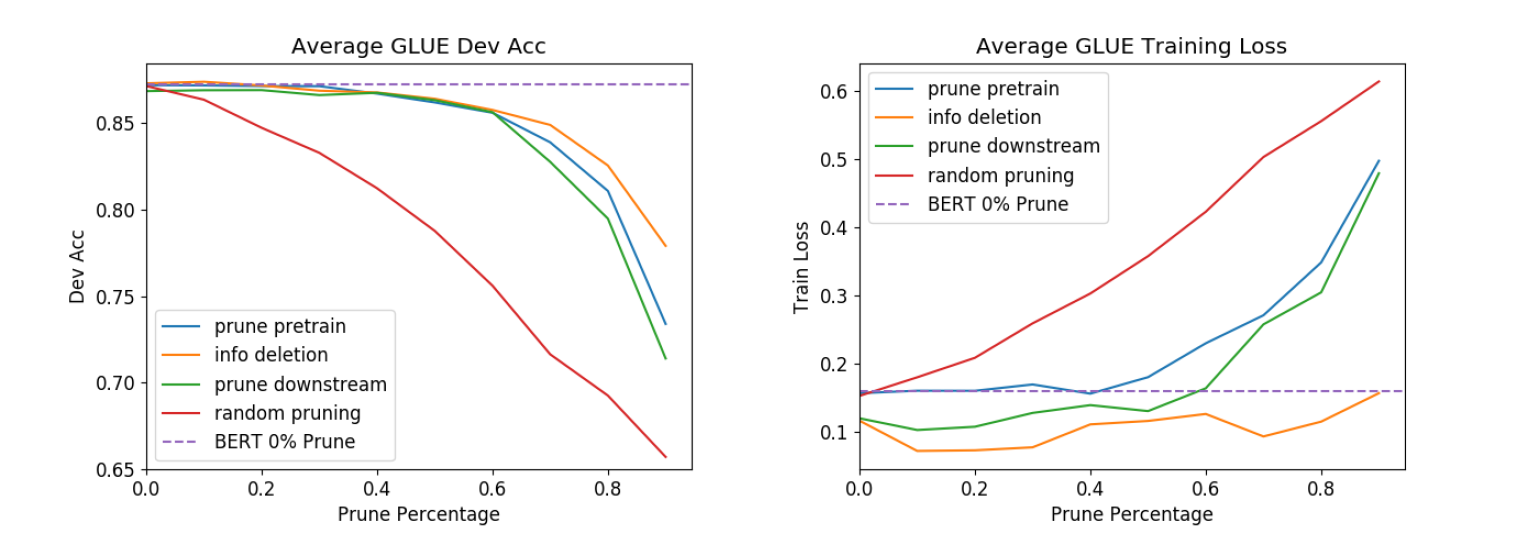 Average GLUE Dev Acc
Dev Acc
0.85
0.80
0.75
0.70
0.65
prune pretrain
info deletion
prune downstream
random pruning
BERT 0% Prune
0.0 0.2 0.4 0.6 0.8
Prune Percentage
Average GLUE Training Loss
Train Loss
0.6
0.5
0.4
0.3
0.2
0.1
prune pretrain
info deletion
prune downstream
random pruning
BERT 0% Prune
0.0 0.2 0.4 0.6 0.8
Prune Percentage